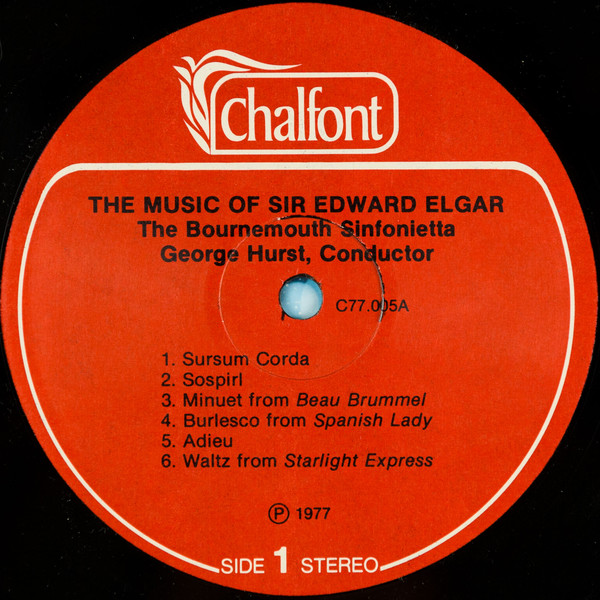 Chalfont
THE MUSIC OF SIR EDWARD ELGAR
The Bournemouth Sinfonietta
George Hurst, Conductor
C77.005A
1. Sursum Corda
2. Sospirl
3. Minuet from Beau Brummel
4. Burlesco from Spanish Lady
5. Adieu
6. Waltz from Starlight Express
Ⓟ 1977
SIDE 1 STEREO